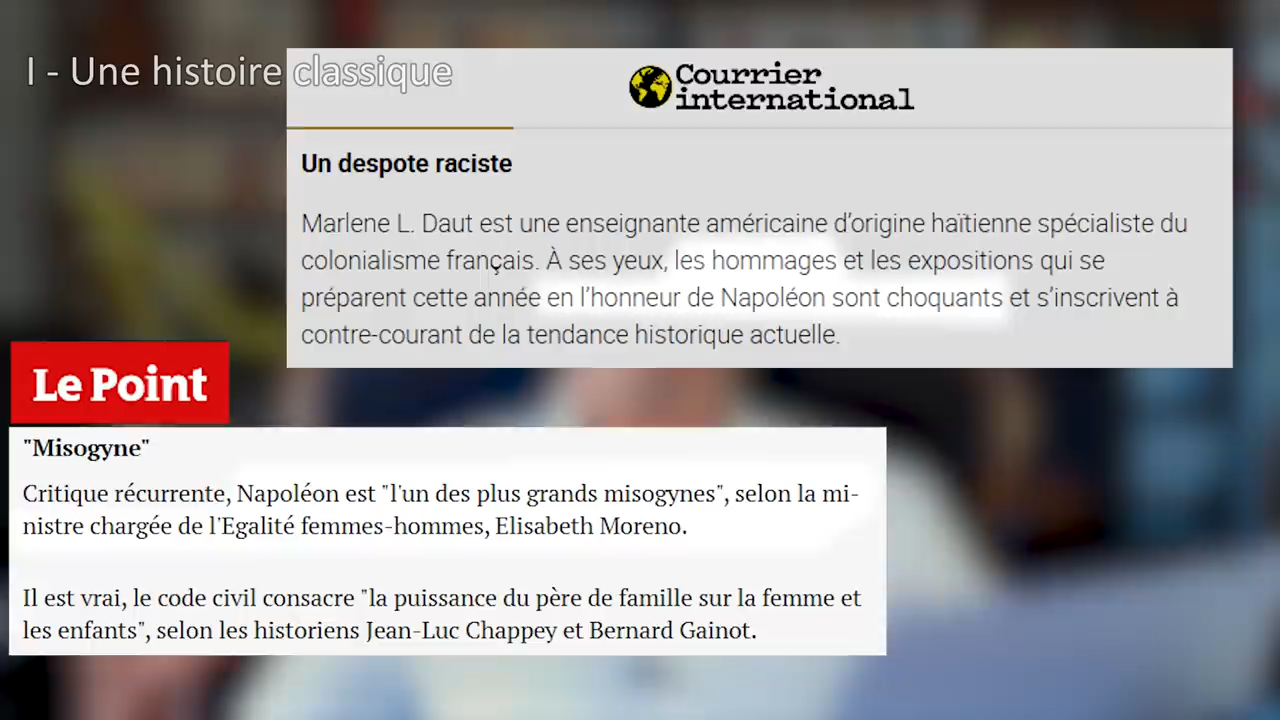 I - Une histoire classique
Courrier
international
Un despote raciste
Marlene L. Daut est une enseignante américaine d’origine haïtienne spécialiste du
colonialisme français. À ses yeux, les hommages et les expositions qui se
préparent cette année en l’honneur de Napoléon sont choquants et s’inscrivent à
contre-courant de la tendance historique actuelle.
Le Point
"Misogyne"
Critique récurrente, Napoléon est "l'un des plus grands misogynes", selon la mi-
nistre chargée de l'Egalité femmes-hommes, Elisabeth Moreno.
Il est vrai, le code civil consacre "la puissance du père de famille sur la femme et
les enfants", selon les historiens Jean-Luc Chappey et Bernard Gainot.